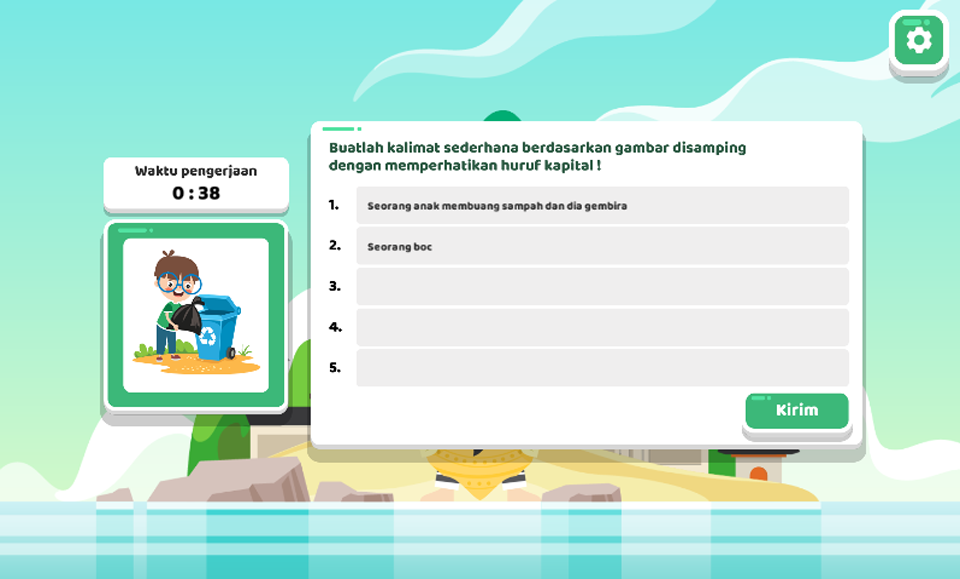 Waktu pengerjaan
0 : 38
Buatlah kalimat sederhana berdasarkan gambar disamping
dengan memperhatikan huruf kapital !
1. Seorang anak membuang sampah dan dia gembira
2. Seorang boc
3.
4.
5.
Kirim